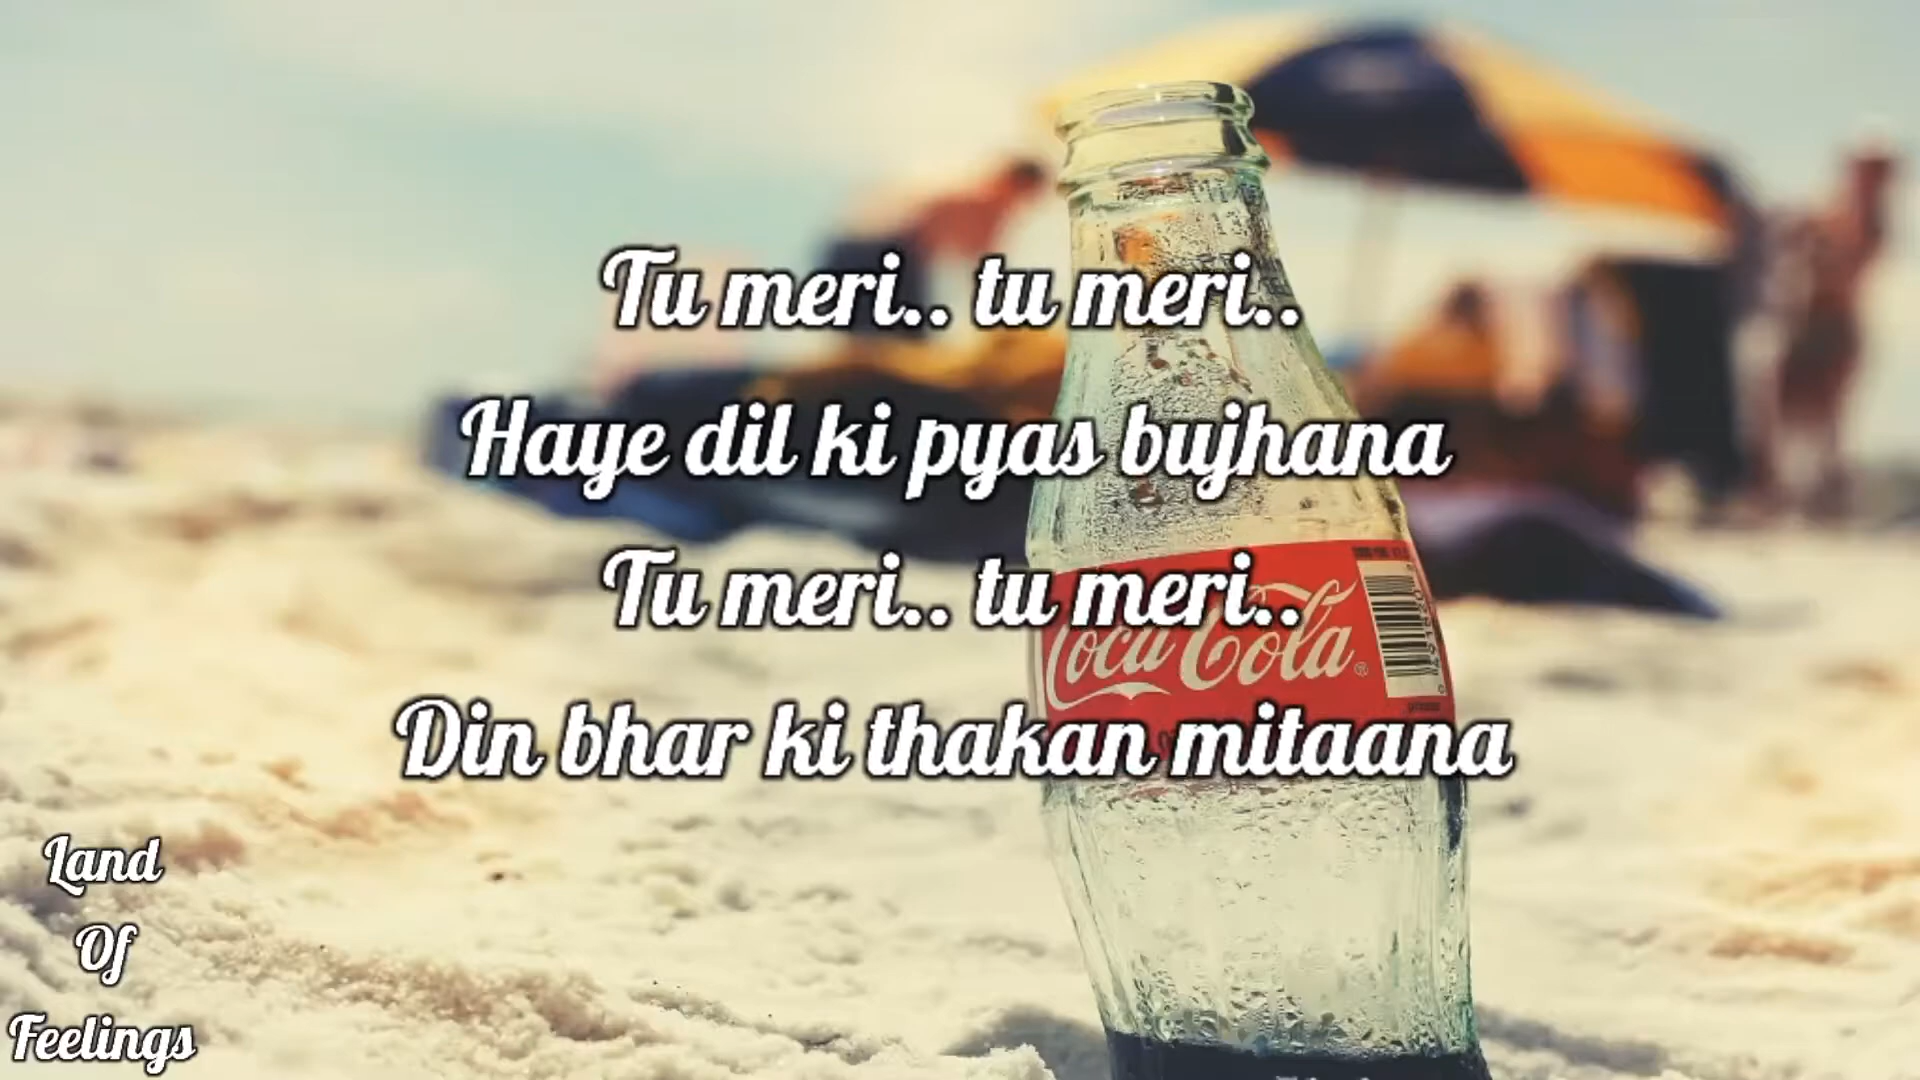 Tu meri.. tu meri..
Haye dil ki pyas bujhana
Tu meri.. tu meri..
Coca Cola ®
Din bhar ki thakan mitaana
Land
Of
Feelings